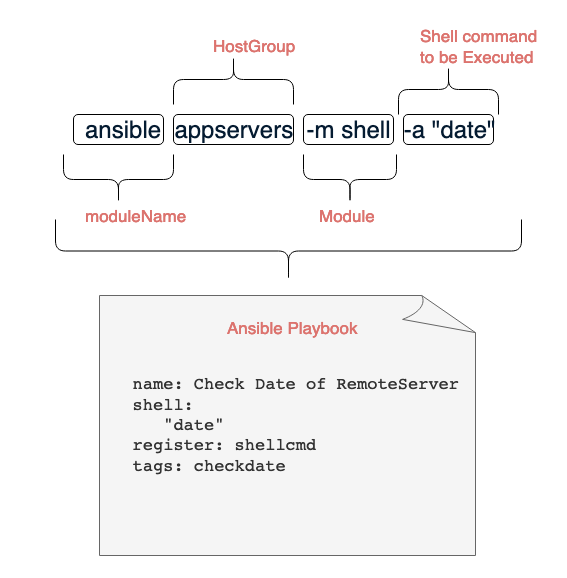 HostGroup
Shell command
to be Executed
ansible appservers -m shell -a "date"
moduleName
Module
Ansible Playbook
name: Check Date of RemoteServer
shell:
"date"
register: shellcmd
tags: checkdate